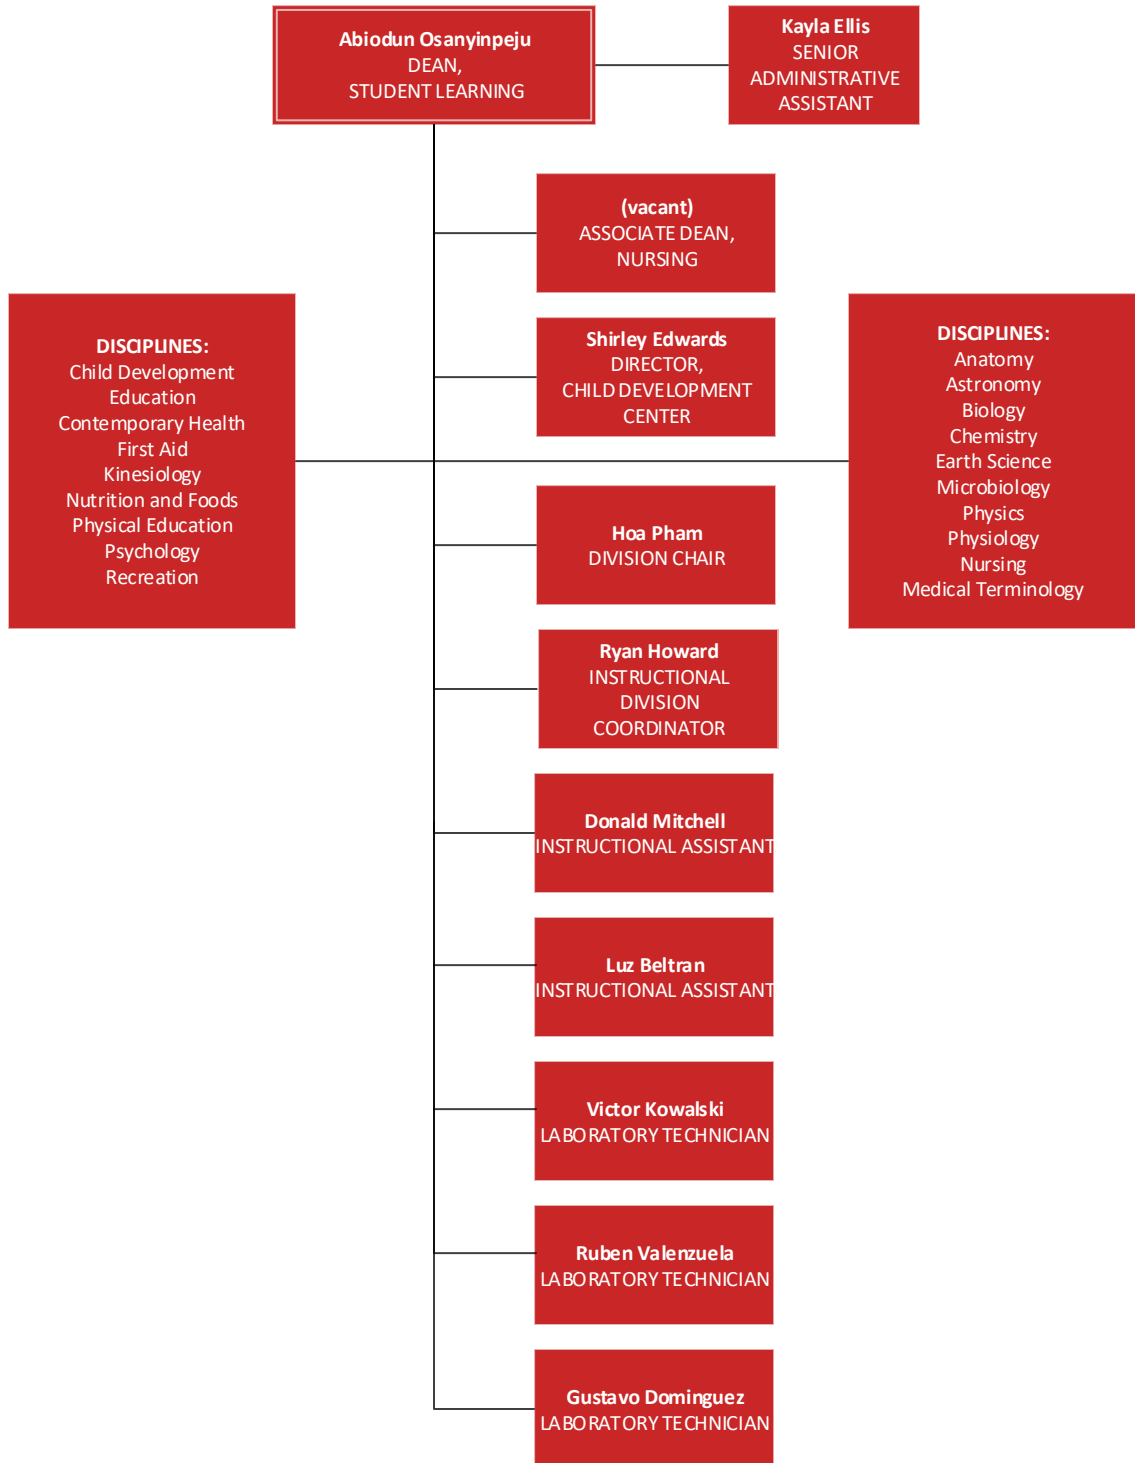 Abiodun Osanyinpeju
DEAN,
STUDENT LEARNING
Kayla Ellis
SENIOR
ADMINISTRATIVE
ASSISTANT
(vacant)
ASSOCIATE DEAN,
NURSING
Shirley Edwards
DIRECTOR,
CHILD DEVELOPMENT
CENTER
DISCIPLINES:
Child Development
Education
Contemporary Health
First Aid
Kinesiology
Nutrition and Foods
Physical Education
Psychology
Recreation
DISCIPLINES:
Anatomy
Astronomy
Biology
Chemistry
Earth Science
Microbiology
Physics
Physiology
Nursing
Medical Terminology
Hoa Pham
DIVISION CHAIR
Ryan Howard
INSTRUCTIONAL
DIVISION
COORDINATOR
Donald Mitchell
INSTRUCTIONAL ASSISTANT
Luz Beltran
INSTRUCTIONAL ASSISTANT
Victor Kowalski
LABORATORY TECHNICIAN
Ruben Valenzuela
LABORATORY TECHNICIAN
Gustavo Dominguez
LABORATORY TECHNICIAN